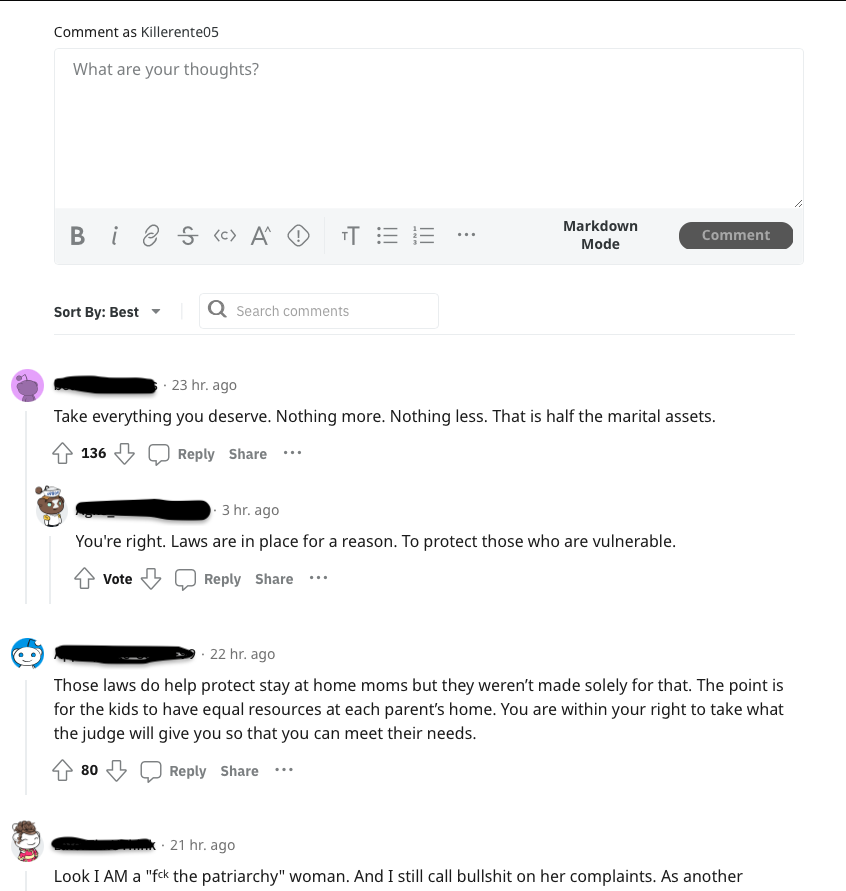 Comment as Killerente05
What are your thoughts?
Markdown
Mode
Comment
Sort By: Best
Search comments
· 23 hr. ago
Take everything you deserve. Nothing more. Nothing less. That is half the marital assets.
136 Reply Share ···
· 3 hr. ago
You're right. Laws are in place for a reason. To protect those who are vulnerable.
Vote Reply Share ···
· 22 hr. ago
Those laws do help protect stay at home moms but they weren’t made solely for that. The point is
for the kids to have equal resources at each parent’s home. You are within your right to take what
the judge will give you so that you can meet their needs.
80 Reply Share ···
· 21 hr. ago
Look I AM a "fᶜᵏ the patriarchy" woman. And I still call bullshit on her complaints. As another